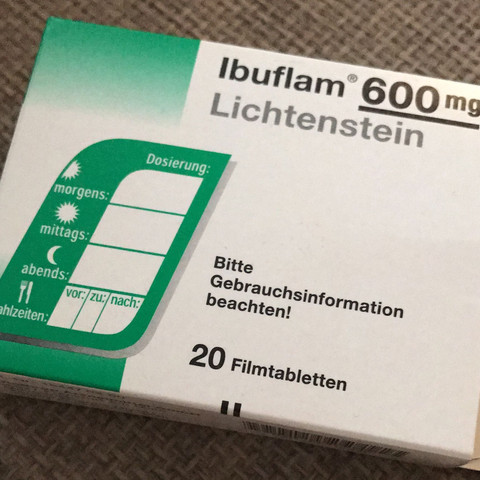 Ibuflam® 600 mg
Lichtenstein
Dosierung:
morgens:
mittags:
abends:
vor: zu: nach:
Bitte
Gebrauchsinformation
beachten!
20 Filmtabletten